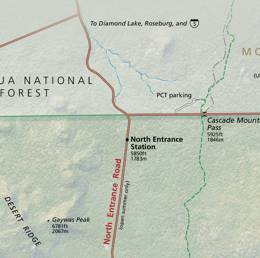 To Diamond Lake, Roseburg, and 5
UA NATIONAL
FOREST
MO
(U
PCT parking
Cascade Mount
Pass
5925ft
1846m
North Entrance
Station
5850ft
1783m
North Entrance Road
(open summer only)
Gaywas Peak
6781ft
2067m
DESERT RIDGE